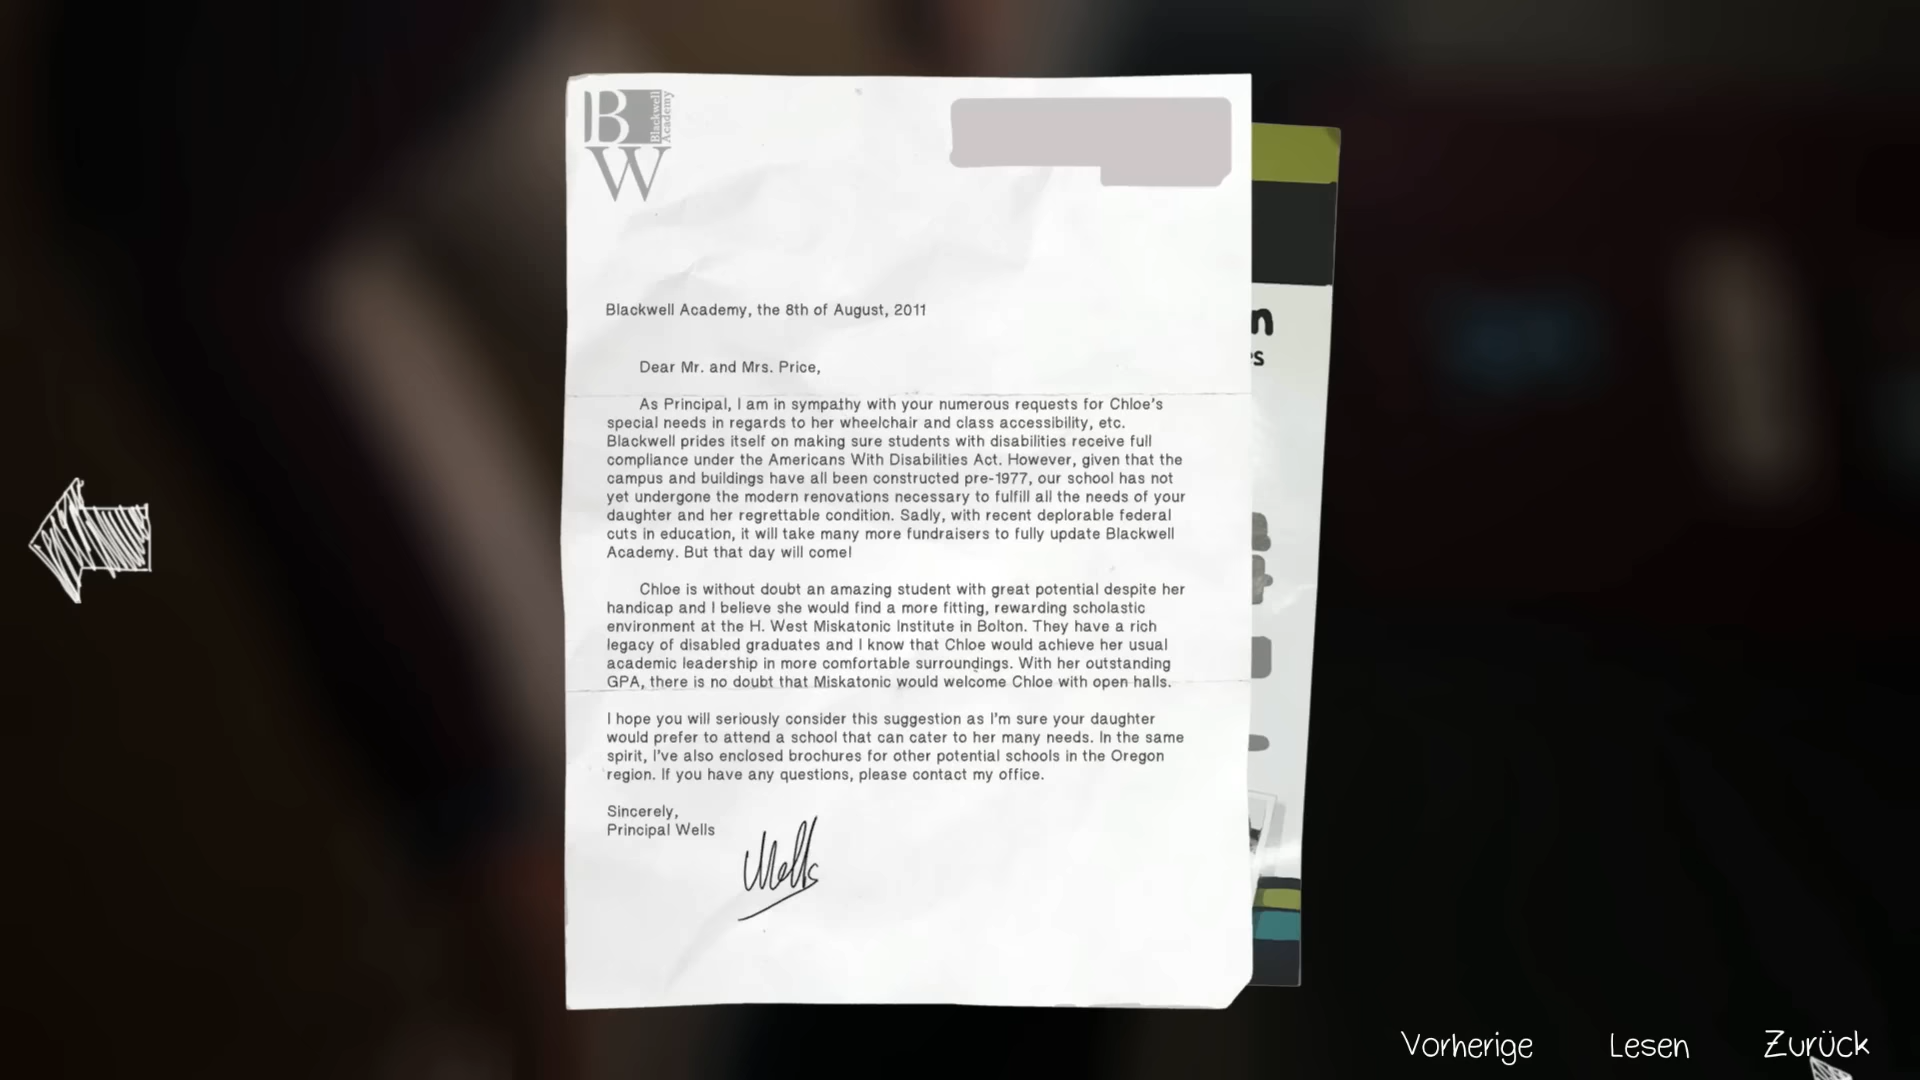 B
W
Blackwell
Academy
Blackwell Academy, the 8th of August, 2011
Dear Mr. and Mrs. Price,
As Principal, I am in sympathy with your numerous requests for Chloe's
special needs in regards to her wheelchair and class accessibility, etc.
Blackwell prides itself on making sure students with disabilities receive full
compliance under the Americans With Disabilities Act. However, given that the
campus and buildings have all been constructed pre-1977, our school has not
yet undergone the modern renovations necessary to fulfill all the needs of your
daughter and her regrettable condition. Sadly, with recent deplorable federal
cuts in education, it will take many more fundraisers to fully update Blackwell
Academy. But that day will come!
Chloe is without doubt an amazing student with great potential despite her
handicap and I believe she would find a more fitting, rewarding scholastic
environment at the H. West Miskatonic Institute in Bolton. They have a rich
legacy of disabled graduates and I know that Chloe would achieve her usual
academic leadership in more comfortable surroundings. With her outstanding
GPA, there is no doubt that Miskatonic would welcome Chloe with open halls.
I hope you will seriously consider this suggestion as I'm sure your daughter
would prefer to attend a school that can cater to her many needs. In the same
spirit, I've also enclosed brochures for other potential schools in the Oregon
region. If you have any questions, please contact my office.
Sincerely,
Principal Wells
Wells
Vorherige Lesen Zurück